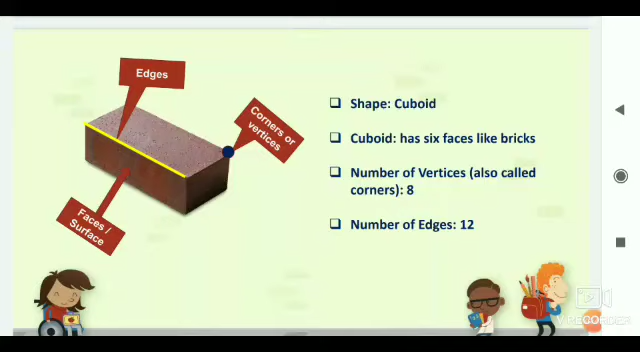 Edges
Corners or
vertices
Faces /
Surface
Shape: Cuboid
Cuboid: has six faces like bricks
Number of Vertices (also called
corners): 8
Number of Edges: 12
V RECORDER